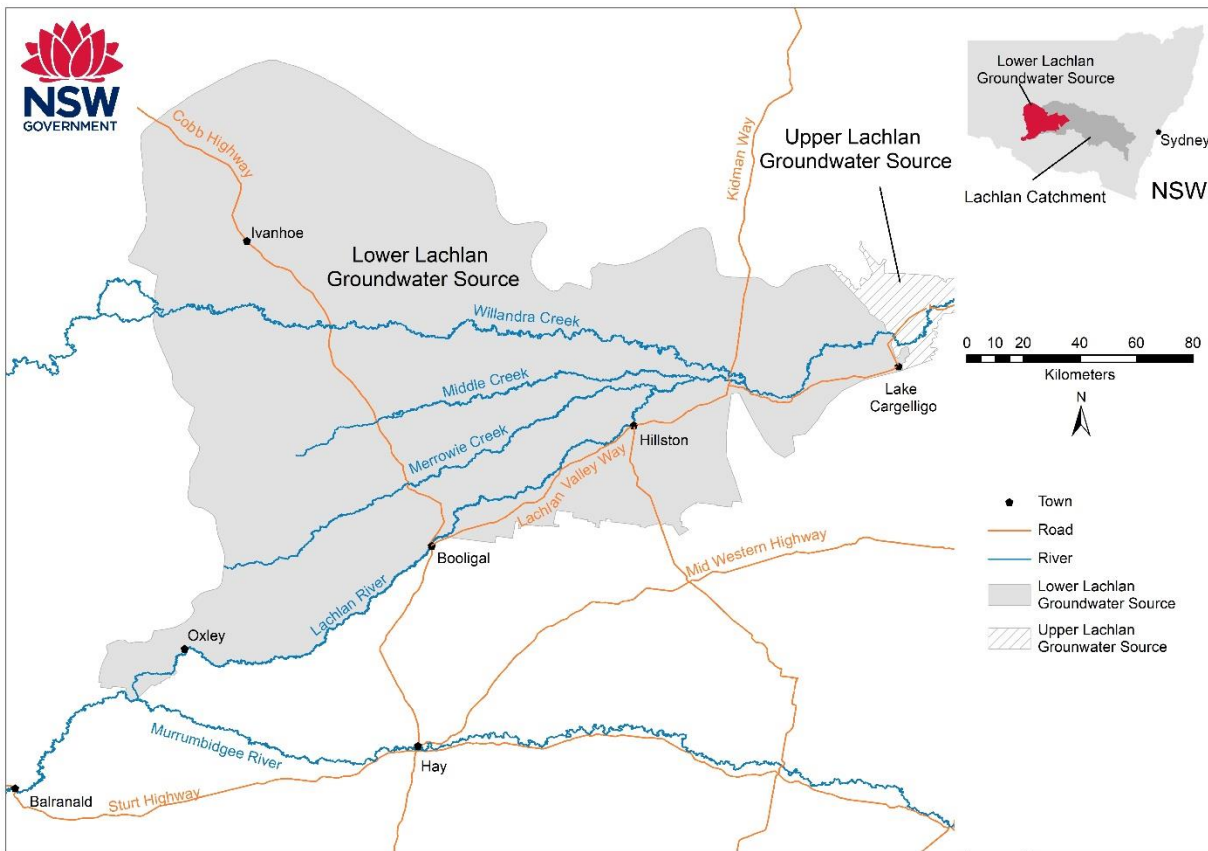 NSW
GOVERNMENT
Cobb Highway
Ivanhoe
Lower Lachlan
Groundwater Source
Kidman Way
Upper Lachlan
Groundwater Source
Willandra Creek
Middle Creek
Merrowie Creek
Hillston
Lachlan Valley Way
Lake
Cargelligo
Booligal
Mid Western Highway
Lachlan River
Oxley
Murrumbidgee River
Hay
Balranald
Sturt Highway
Lower Lachlan
Groundwater Source
Sydney
Lachlan Catchment
NSW
0 10 20 40 60 80
Kilometers
N
Town
Road
River
Lower Lachlan
Groundwater Source
Upper Lachlan
Grounwater Source